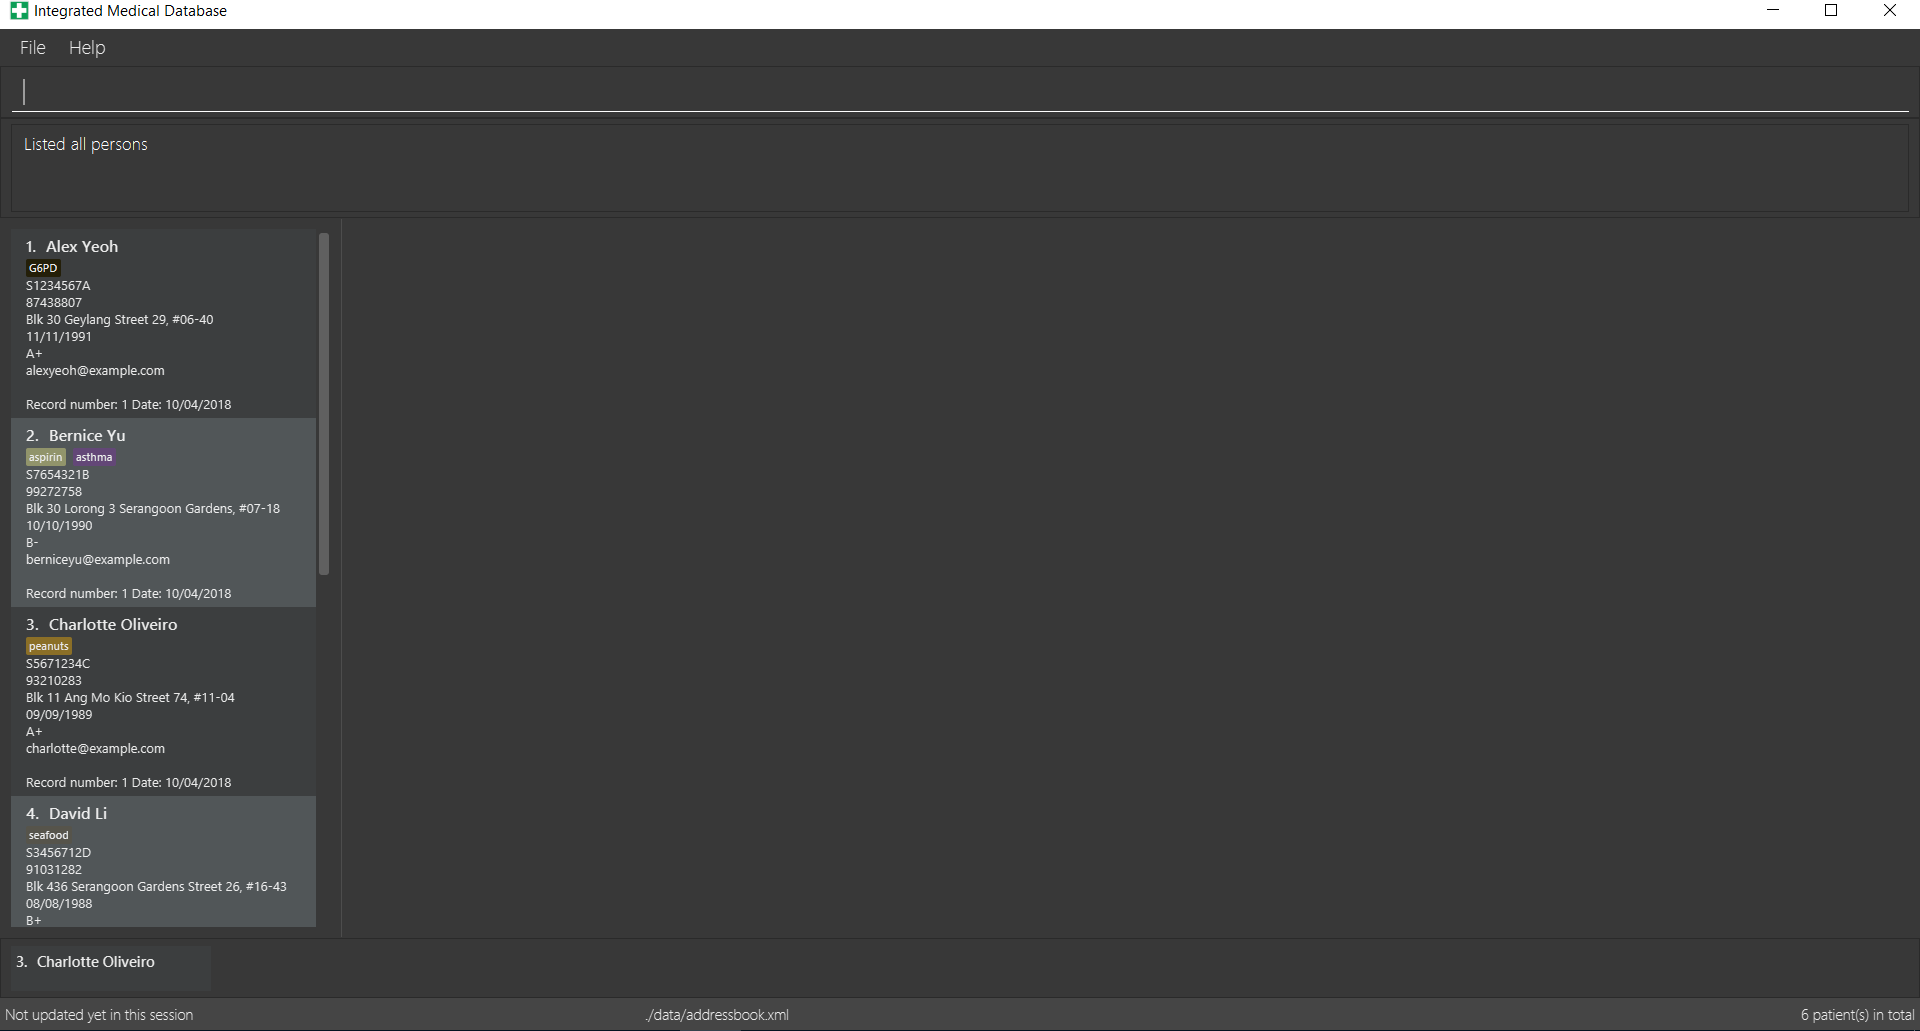 Integrated Medical Database
File Help
Listed all persons
1. Alex Yeoh
G6PD
S1234567A
87438807
Blk 30 Geylang Street 29, #06-40
11/11/1991
A+
alexyeoh@example.com
Record number: 1 Date: 10/04/2018
2. Bernice Yu
aspirin asthma
S7654321B
99272758
Blk 30 Lorong 3 Serangoon Gardens, #07-18
10/10/1990
B-
berniceyu@example.com
Record number: 1 Date: 10/04/2018
3. Charlotte Oliveiro
peanuts
S5671234C
93210283
Blk 11 Ang Mo Kio Street 74, #11-04
09/09/1989
A+
charlotte@example.com
Record number: 1 Date: 10/04/2018
4. David Li
seafood
S3456712D
91031282
Blk 436 Serangoon Gardens Street 26, #16-43
08/08/1988
B+
3. Charlotte Oliveiro
Not updated yet in this session ./data/addressbook.xml 6 patient(s) in total